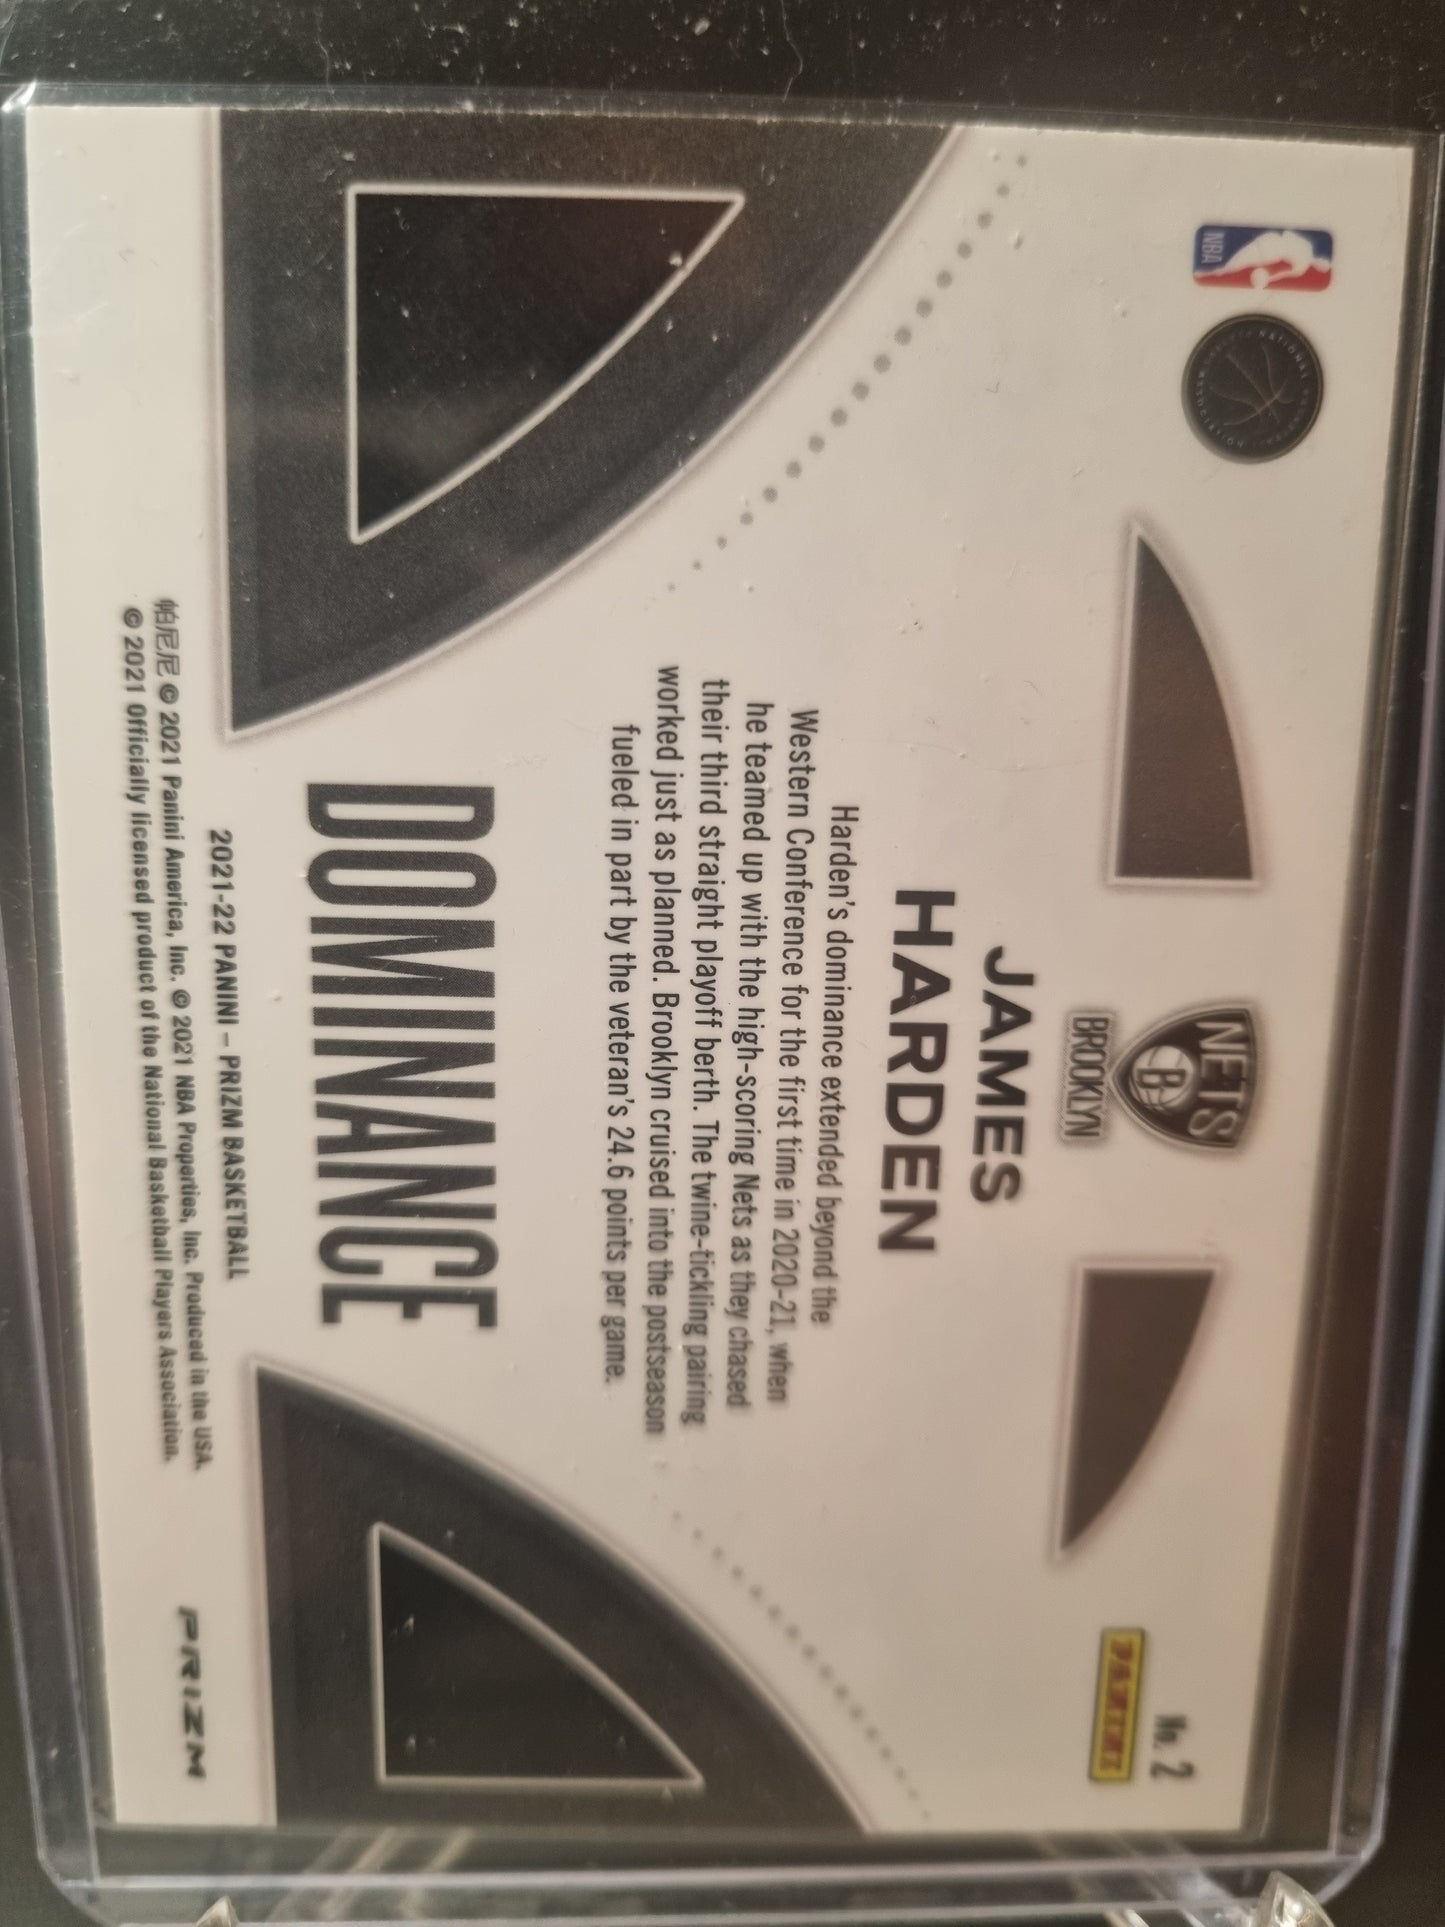 NBA
NATIONAL
No. 2
PANINI
NETS
B
BROOKLYN
JAMES
HARDEN
Harden's dominance extended beyond the
Western Conference for the first time in 2020-21, when
he teamed up with the high-scoring Nets as they chased
their third straight playoff berth. The twine-tickling pairing
worked just as planned. Brooklyn cruised into the postseason
fueled in part by the veteran's 24.6 points per game.
DOMINANCE
2021-22 PANINI – PRIZM BASKETBALL
帕尼尼 © 2021 Panini America, Inc. © 2021 NBA Properties, Inc. Produced in the USA.
© 2021 Officially licensed product of the National Basketball Players Association.
PRIZM